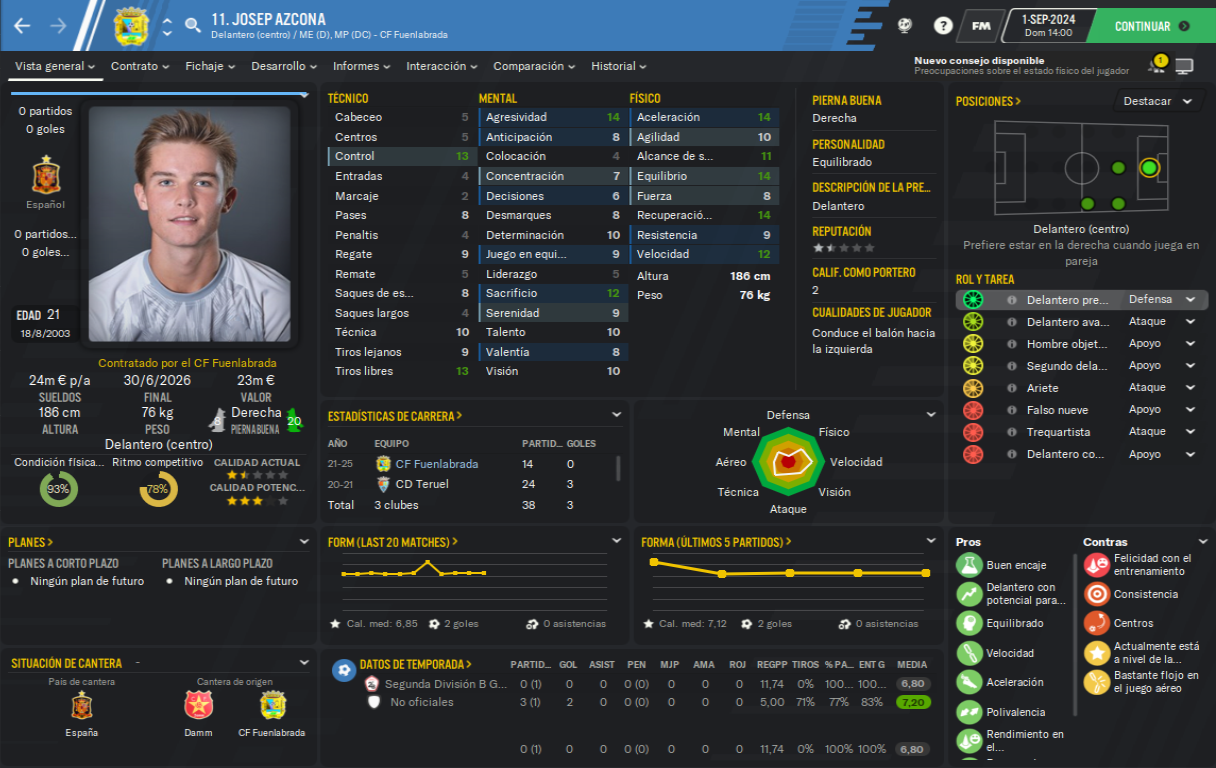 11. JOSEP AZCONA
Delantero (centro) / ME (D), MP (DC) - CF Fuenlabrada
?
FM
1-SEP-2024
Dom 14:00
CONTINUAR
Vista general
Contrato
Fichaje
Desarrollo
Informes
Interacción
Comparación
Historial
Nuevo consejo disponible
Preocupaciones sobre el estado físico del jugador
1
0 partidos
0 goles
Español
0 partidos...
0 goles...
EDAD 21
18/8/2003
Contratado por el CF Fuenlabrada
24m € p/a 30/6/2026 23m €
SUELDOS FINAL VALOR
186 cm 76 kg 8 Derecha 20
ALTURA PESO PIERNA BUENA
Delantero (centro)
Condición física... Ritmo competitivo CALIDAD ACTUAL
93% 78% CALIDAD POTENC...
TÉCNICO
Cabeceo 5
Centros 5
Control 13
Entradas 4
Marcaje 2
Pases 8
Penaltis 4
Regate 9
Remate 5
Saques de es... 8
Saques largos 4
Técnica 10
Tiros lejanos 9
Tiros libres 13
MENTAL
Agresividad 14
Anticipación 8
Colocación 4
Concentración 7
Decisiones 6
Desmarques 8
Determinación 10
Juego en equi... 9
Liderazgo 5
Sacrificio 12
Serenidad 9
Talento 10
Valentía 8
Visión 10
FÍSICO
Aceleración 14
Agilidad 10
Alcance de s... 11
Equilibrio 14
Fuerza 8
Recuperació... 14
Resistencia 9
Velocidad 12
Altura 186 cm
Peso 76 kg
PIERNA BUENA
Derecha
PERSONALIDAD
Equilibrado
DESCRIPCIÓN DE LA PRE...
Delantero
REPUTACIÓN
CALIF. COMO PORTERO
2
CUALIDADES DE JUGADOR
Conduce el balón hacia
la izquierda
POSICIONES >
Destacar
Delantero (centro)
Prefiere estar en la derecha cuando juega en
pareja
ROL Y TAREA
Delantero pre... Defensa
Delantero ava... Ataque
Hombre objet... Apoyo
Segundo dela... Apoyo
Ariete Ataque
Falso nueve Apoyo
Trequartista Ataque
Delantero co... Apoyo
ESTADÍSTICAS DE CARRERA >
AÑO EQUIPO PARTID... GOLES
21-25 CF Fuenlabrada 14 0
20-21 CD Teruel 24 3
Total 3 clubes 38 3
Defensa
Mental Físico
Aéreo Velocidad
Técnica Visión
Ataque
PLANES >
PLANES A CORTO PLAZO PLANES A LARGO PLAZO
• Ningún plan de futuro • Ningún plan de futuro
FORM (LAST 20 MATCHES) >
Cal. med: 6,85 2 goles 0 asistencias
FORMA (ÚLTIMOS 5 PARTIDOS) >
Cal. med: 7,12 2 goles 0 asistencias
Pros
Buen encaje
Delantero con
potencial para...
Equilibrado
Velocidad
Aceleración
Polivalencia
Rendimiento en
el...
Contras
Felicidad con el
entrenamiento
Consistencia
Centros
Actualmente está
a nivel de la...
Bastante flojo en
el juego aéreo
SITUACIÓN DE CANTERA -
País de cantera Cantera de origen
España Damm CF Fuenlabrada
DATOS DE TEMPORADA > PARTID... GOL ASIST PEN MJP AMA ROJ REGPP TIROS % PA... ENT G MEDIA
Segunda División B G... 0 (1) 0 0 0 (0) 0 0 0 11,74 0% 100... 100... 6,80
No oficiales 3 (1) 2 0 0 (0) 0 0 0 5,00 71% 77% 83% 7,20
0 (1) 0 0 0 (0) 0 0 0 11,74 0% 100% 100% 6,80